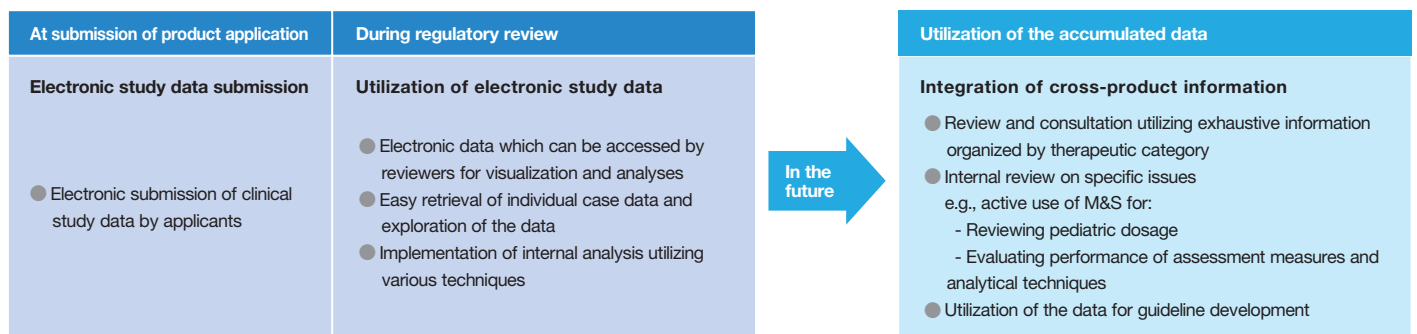 At submission of product application
Electronic study data submission
● Electronic submission of clinical
study data by applicants
During regulatory review
Utilization of electronic study data
● Electronic data which can be accessed by
reviewers for visualization and analyses
● Easy retrieval of individual case data and
exploration of the data
● Implementation of internal analysis utilizing
various techniques
In the
future
Utilization of the accumulated data
Integration of cross-product information
● Review and consultation utilizing exhaustive information
organized by therapeutic category
● Internal review on specific issues
e.g., active use of M&S for:
- Reviewing pediatric dosage
- Evaluating performance of assessment measures and
analytical techniques
● Utilization of the data for guideline development